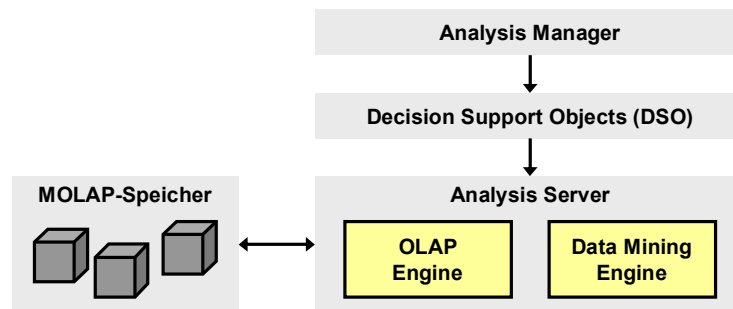 Analysis Manager
Decision Support Objects (DSO)
MOLAP-Speicher
Analysis Server
OLAP
Engine
Data Mining
Engine